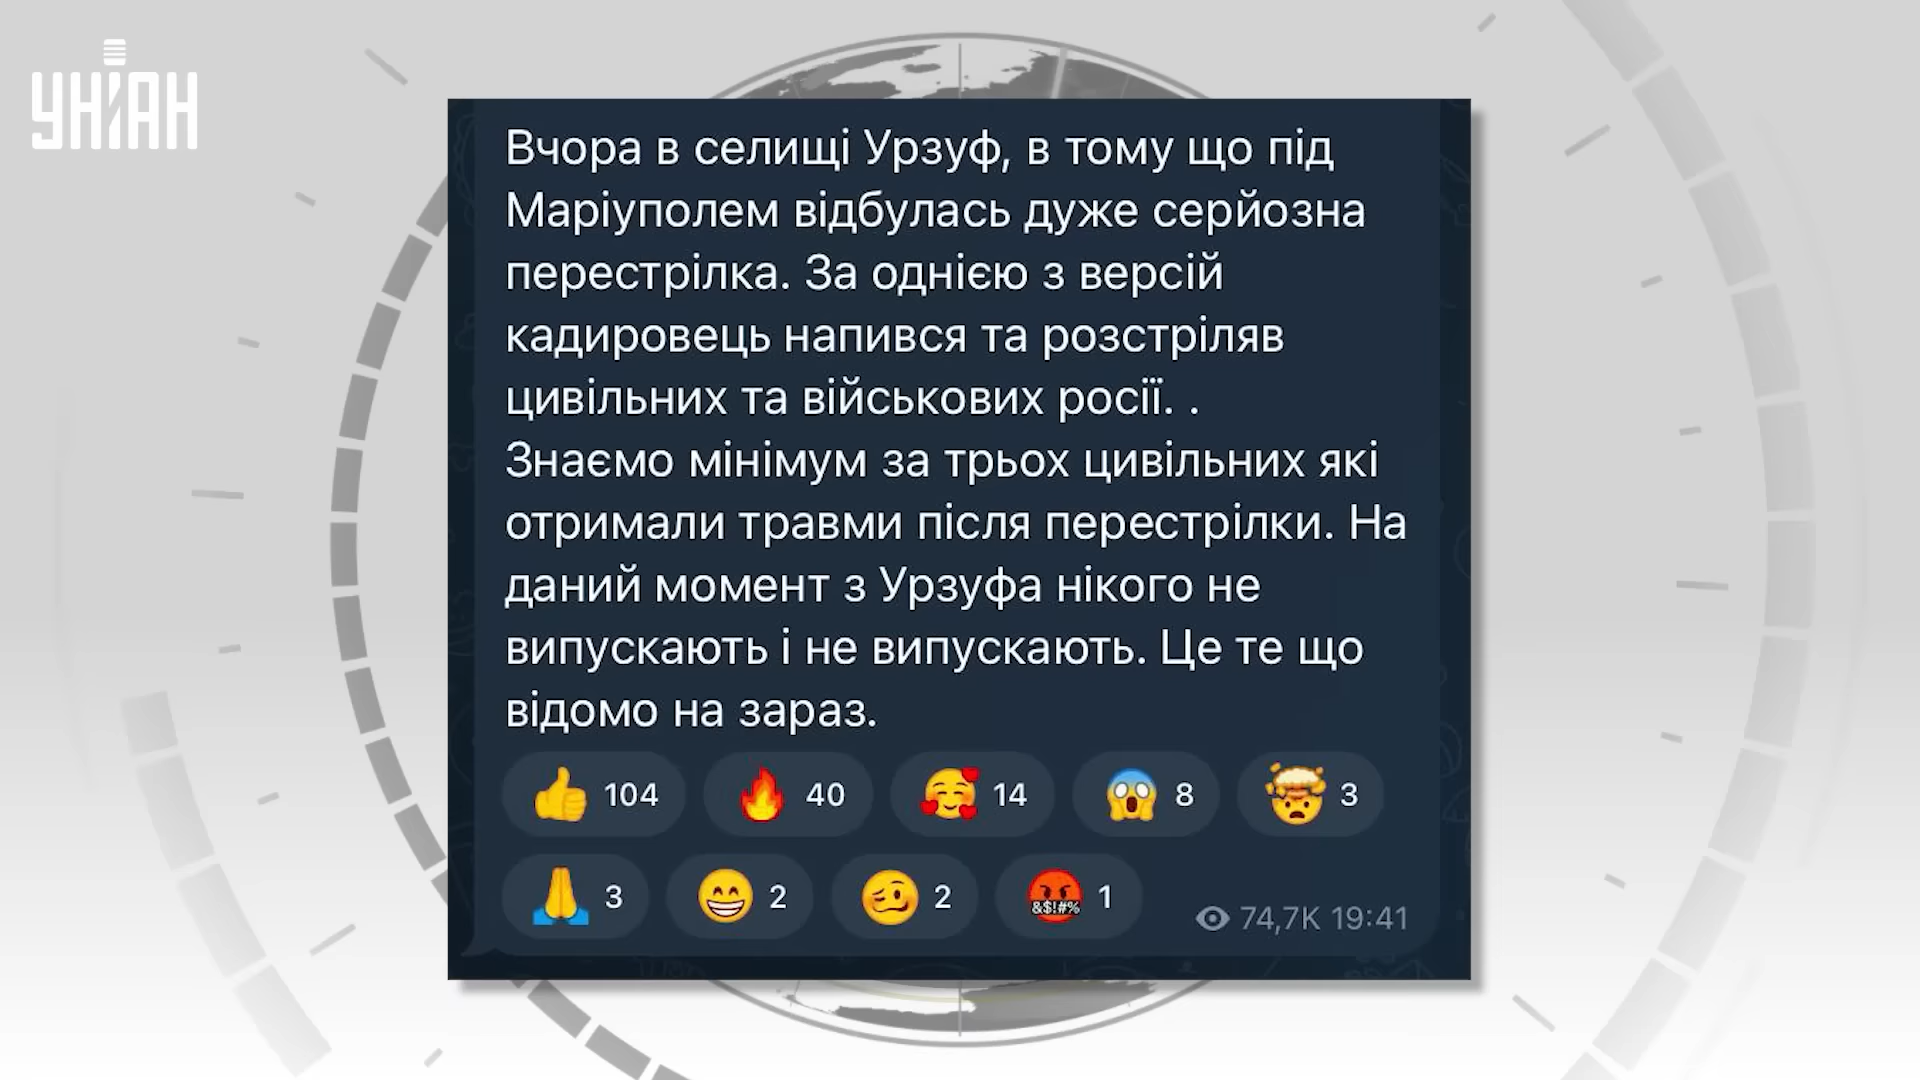 УНІАН
Вчора в селищі Урзуф, в тому що під
Маріуполем відбулась дуже серйозна
перестрілка. За однією з версій
кадировець напився та розстріляв
цивільних та військових росії. .
Знаємо мінімум за трьох цивільних які
отримали травми після перестрілки. На
даний момент з Урзуфа нікого не
випускають і не випускають. Це те що
відомо на зараз.
104 40 14 8 3
3 2 2 &$!#% 1 74,7K 19:41